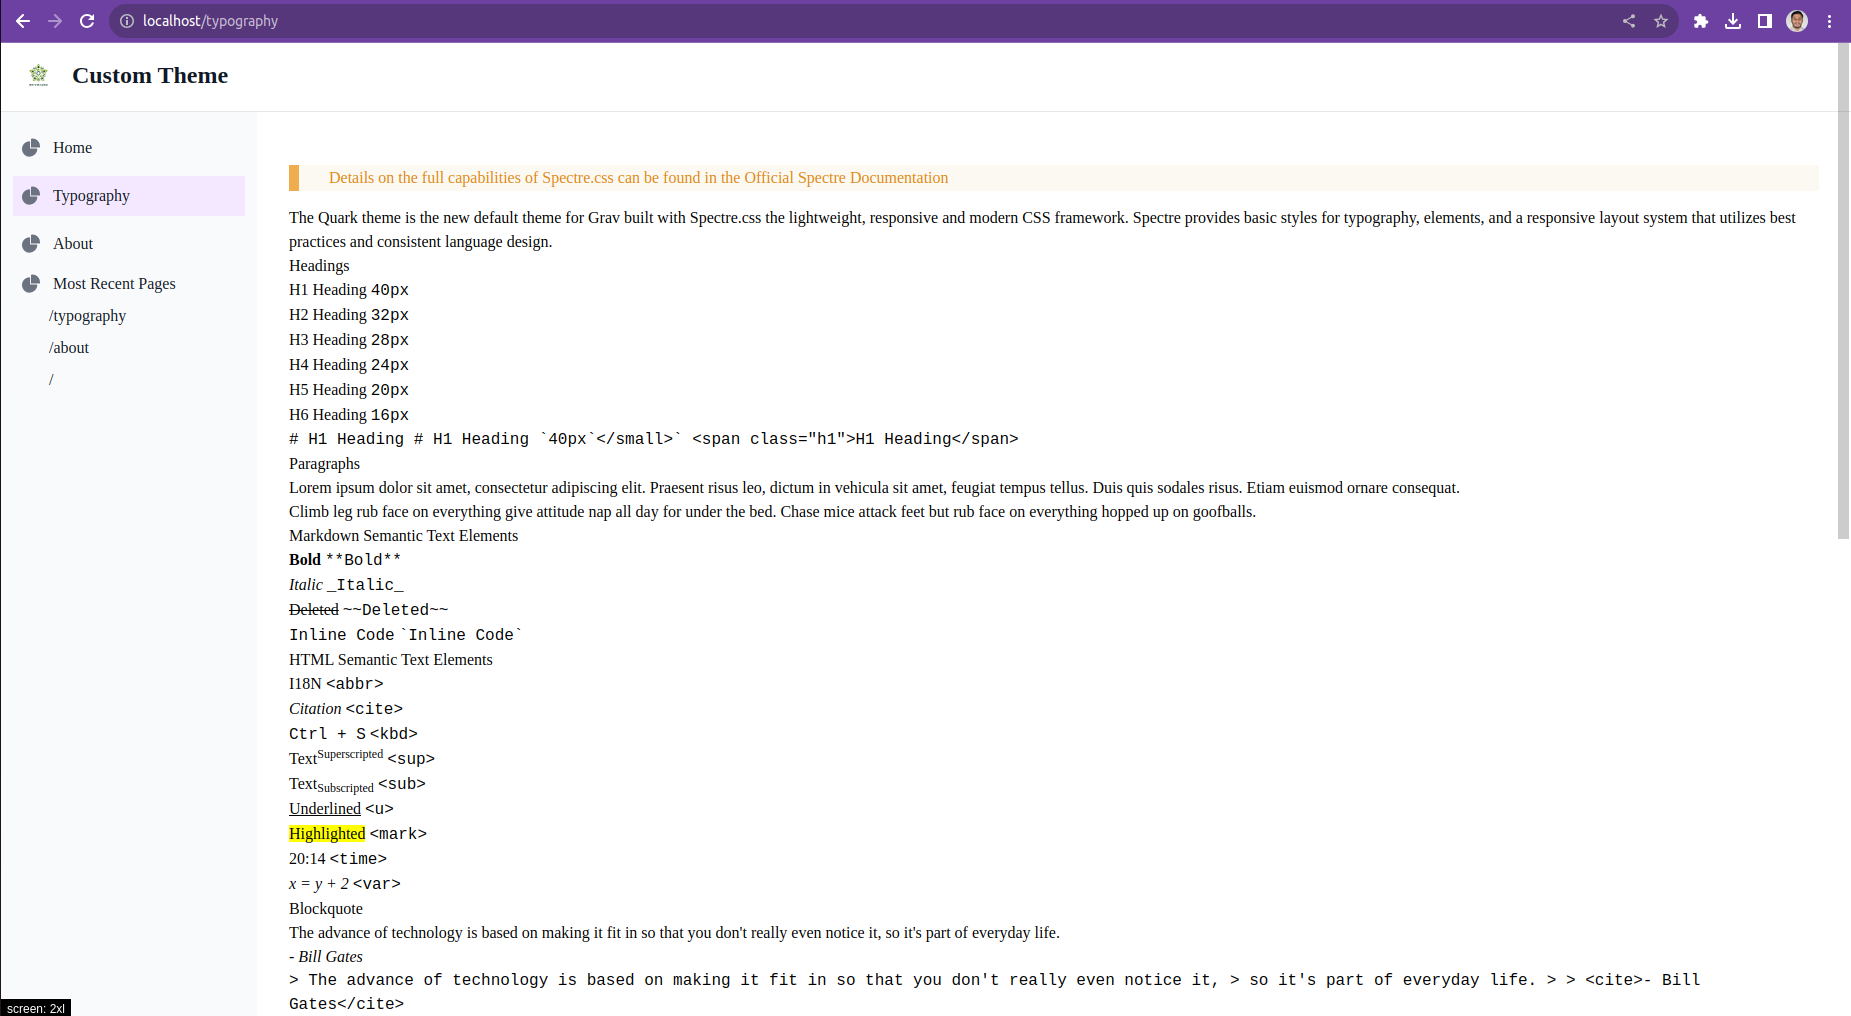 localhost/typography
Custom Theme
Home
Typography
About
Most Recent Pages
/typography
/about
/
Details on the full capabilities of Spectre.css can be found in the Official Spectre Documentation
The Quark theme is the new default theme for Grav built with Spectre.css the lightweight, responsive and modern CSS framework. Spectre provides basic styles for typography, elements, and a responsive layout system that utilizes best
practices and consistent language design.
Headings
H1 Heading 40px
H2 Heading 32px
H3 Heading 28px
H4 Heading 24px
H5 Heading 20px
H6 Heading 16px
# H1 Heading # H1 Heading `40px`</small>` <span class="h1">H1 Heading</span>
Paragraphs
Lorem ipsum dolor sit amet, consectetur adipiscing elit. Praesent risus leo, dictum in vehicula sit amet, feugiat tempus tellus. Duis quis sodales risus. Etiam euismod ornare consequat.
Climb leg rub face on everything give attitude nap all day for under the bed. Chase mice attack feet but rub face on everything hopped up on goofballs.
Markdown Semantic Text Elements
Bold **Bold**
Italic _Italic_
Deleted ~~Deleted~~
Inline Code `Inline Code`
HTML Semantic Text Elements
I18N <abbr>
Citation <cite>
Ctrl + S <kbd>
TextSuperscripted <sup>
TextSubscripted <sub>
Underlined <u>
Highlighted <mark>
20:14 <time>
x = y + 2 <var>
Blockquote
The advance of technology is based on making it fit in so that you don't really even notice it, so it's part of everyday life.
- Bill Gates
> The advance of technology is based on making it fit in so that you don't really even notice it, > so it's part of everyday life. > > <cite>- Bill
Gates</cite>
screen: 2xl